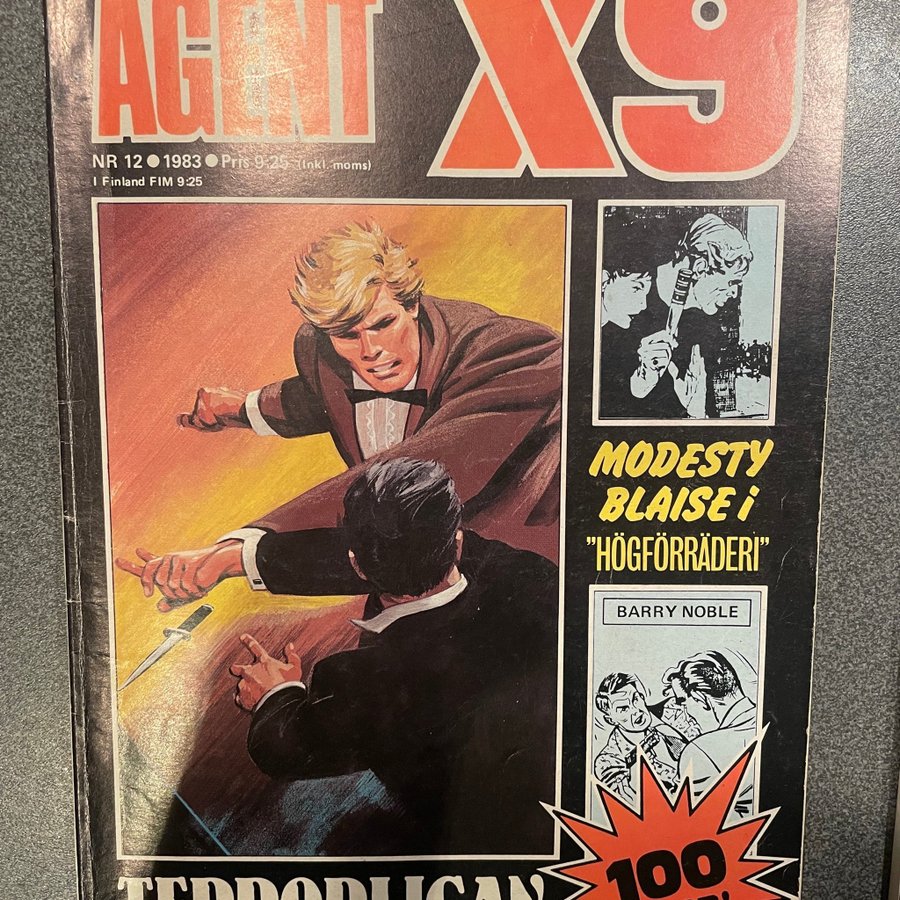 AGENT X9
NR 12 ● 1983 ● Pris 9:25 (Inkl. moms)
I Finland FIM 9:25
MODESTY
BLAISE i
"HÖGFÖRRÄDERI"
BARRY NOBLE
TERRORLIGAN
100